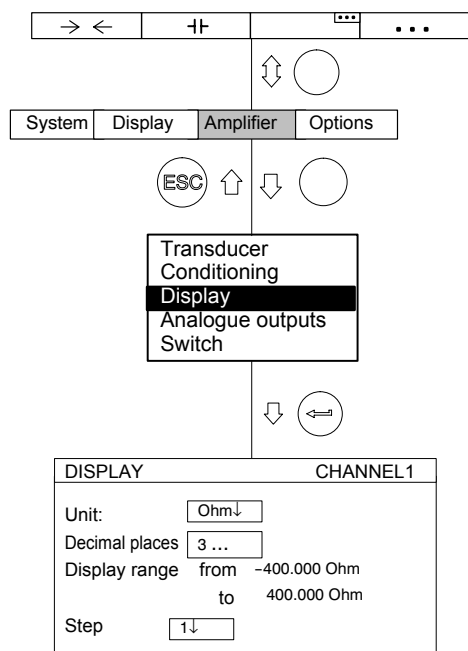 ...
System Display Amplifier Options
ESC
Transducer
Conditioning
Display
Analogue outputs
Switch
DISPLAY CHANNEL1
Unit: Ohm↓
Decimal places 3 ...
Display range from -400.000 Ohm
to 400.000 Ohm
Step 1↓